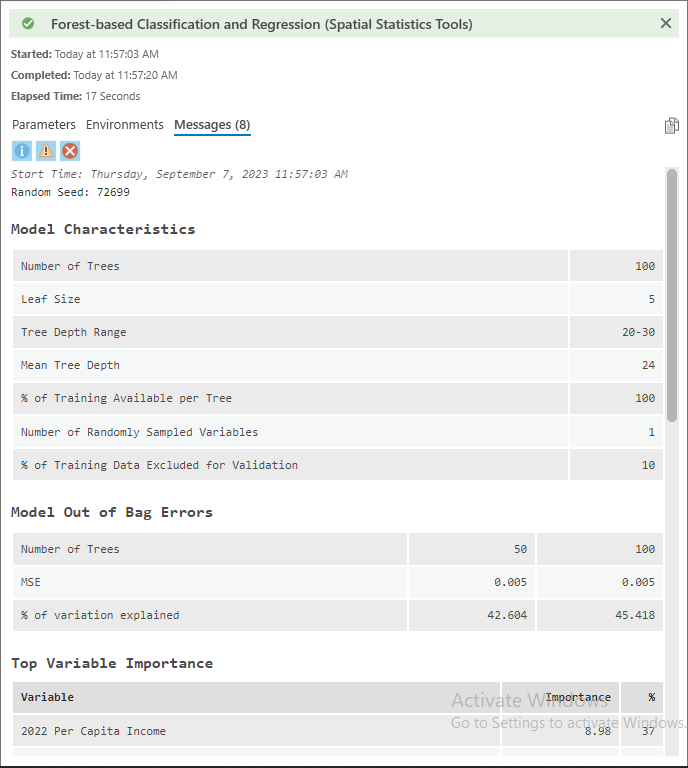 Forest-based Classification and Regression (Spatial Statistics Tools)
Started: Today at 11:57:03 AM
Completed: Today at 11:57:20 AM
Elapsed Time: 17 Seconds
Parameters Environments Messages (8)
Start Time: Thursday, September 7, 2023 11:57:03 AM
Random Seed: 72699
Model Characteristics
Number of Trees 100
Leaf Size 5
Tree Depth Range 20-30
Mean Tree Depth 24
% of Training Available per Tree 100
Number of Randomly Sampled Variables 1
% of Training Data Excluded for Validation 10
Model Out of Bag Errors
Number of Trees 50 100
MSE 0.005 0.005
% of variation explained 42.604 45.418
Top Variable Importance
Variable Importance %
Activate Windows
Go to Settings to activate Windows.
2022 Per Capita Income 8.98 37